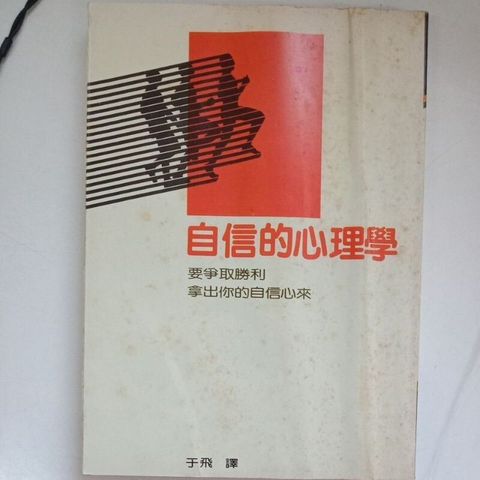 自信的心理學
要爭取勝利
拿出你的自信心來
于飛 譯